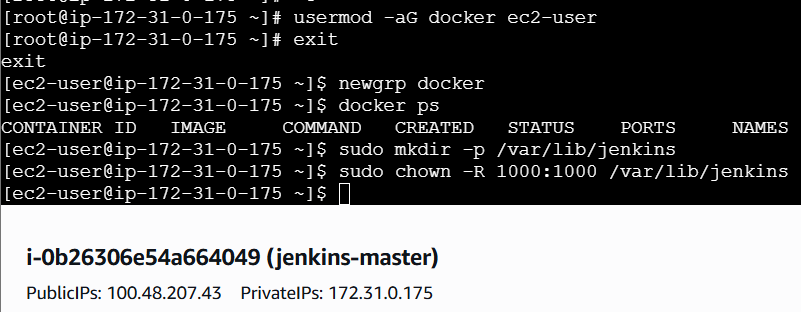 [root@ip-172-31-0-175 ~]# usermod -aG docker ec2-user
[root@ip-172-31-0-175 ~]# exit
exit
[ec2-user@ip-172-31-0-175 ~]$ newgrp docker
[ec2-user@ip-172-31-0-175 ~]$ docker ps
CONTAINER ID   IMAGE     COMMAND   CREATED   STATUS    PORTS     NAMES
[ec2-user@ip-172-31-0-175 ~]$ sudo mkdir -p /var/lib/jenkins
[ec2-user@ip-172-31-0-175 ~]$ sudo chown -R 1000:1000 /var/lib/jenkins
[ec2-user@ip-172-31-0-175 ~]$
i-0b26306e54a664049 (jenkins-master)
PublicIPs: 100.48.207.43    PrivateIPs: 172.31.0.175